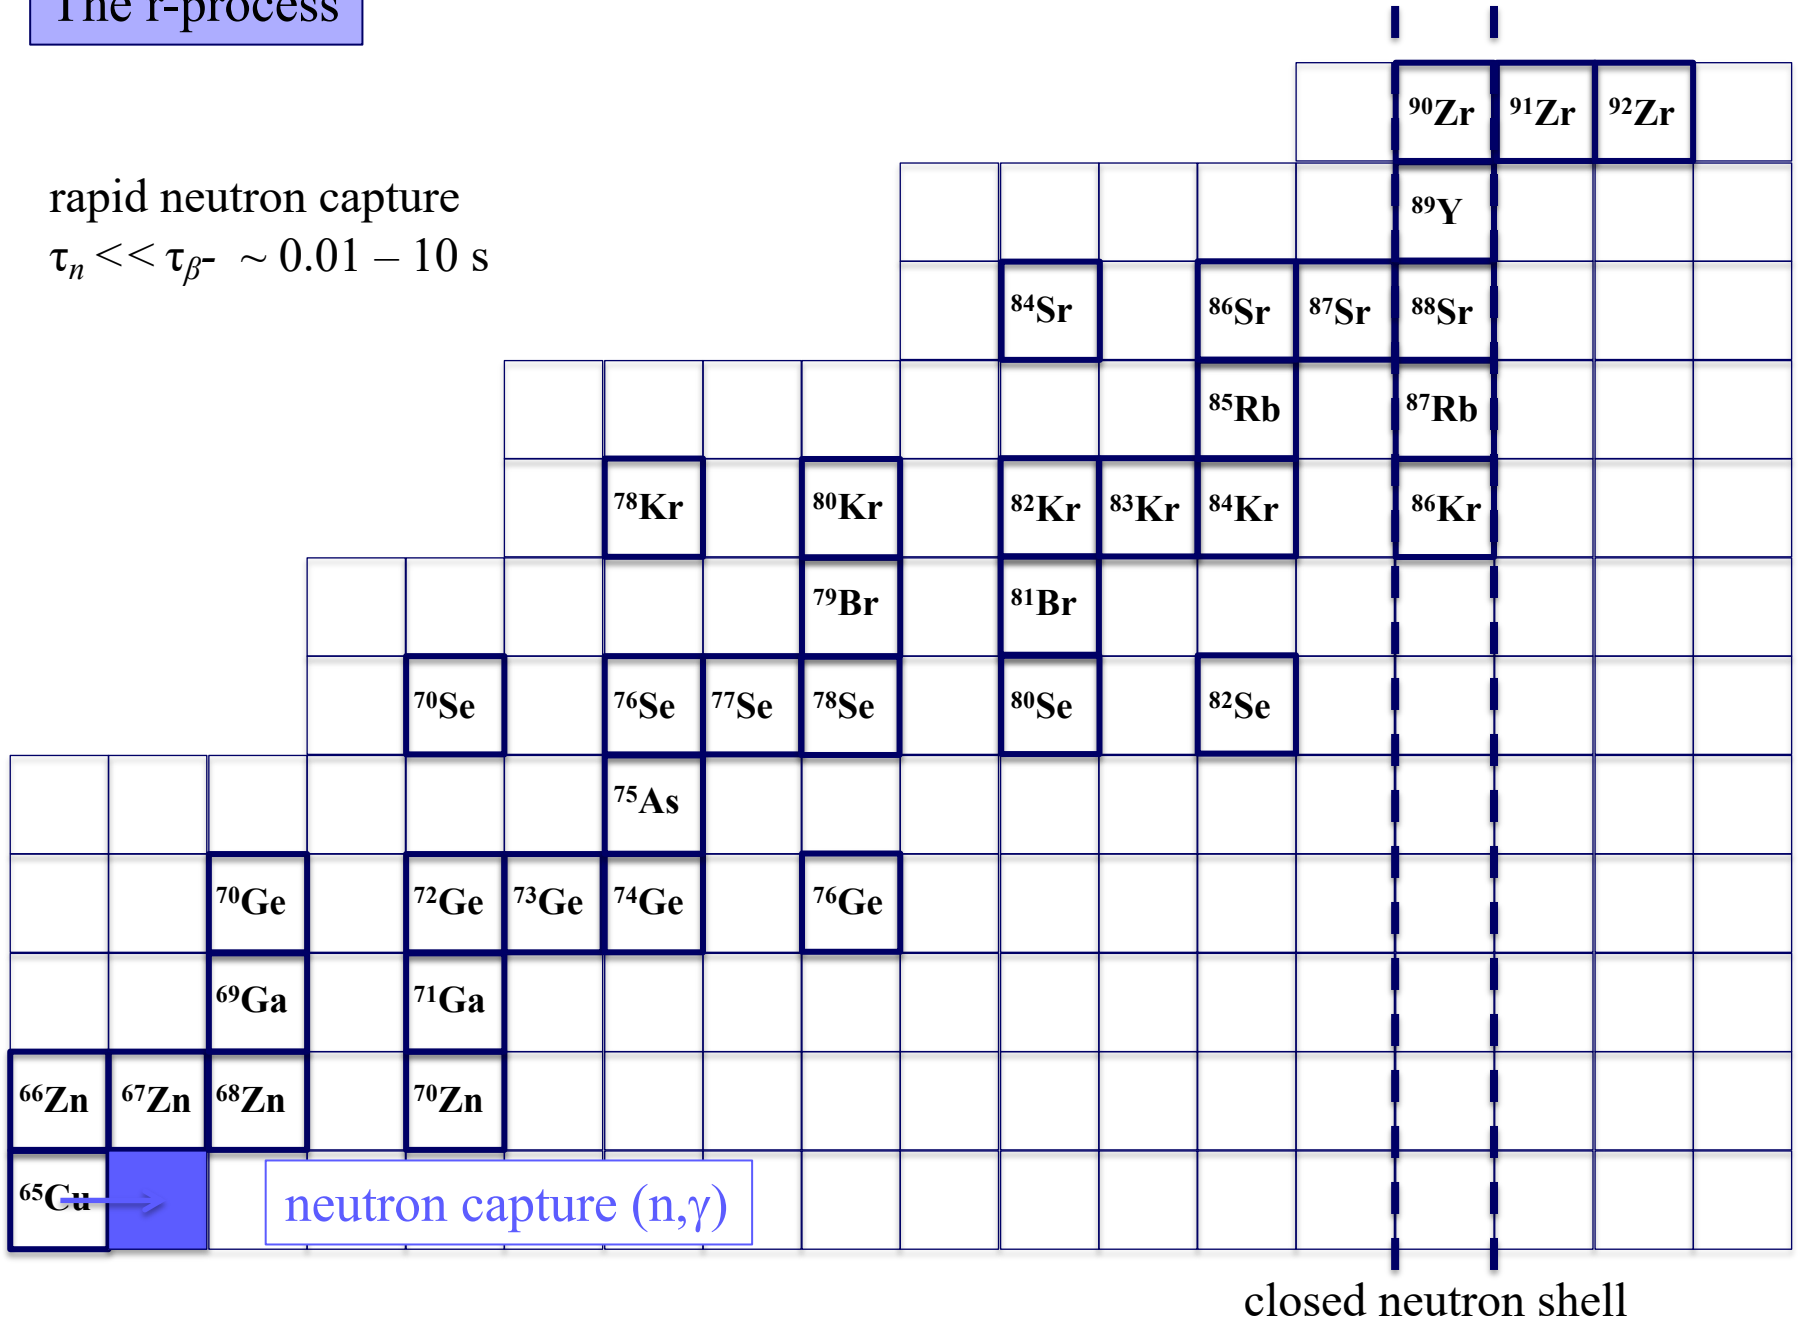 The r-process
rapid neutron capture
τn << τβ- ~ 0.01 – 10 s
90Zr 91Zr 92Zr
89Y
84Sr 86Sr 87Sr 88Sr
85Rb 87Rb
78Kr 80Kr 82Kr 83Kr 84Kr 86Kr
79Br 81Br
70Se 76Se 77Se 78Se 80Se 82Se
75As
70Ge 72Ge 73Ge 74Ge 76Ge
69Ga 71Ga
66Zn 67Zn 68Zn 70Zn
65Cu neutron capture (n,γ)
closed neutron shell